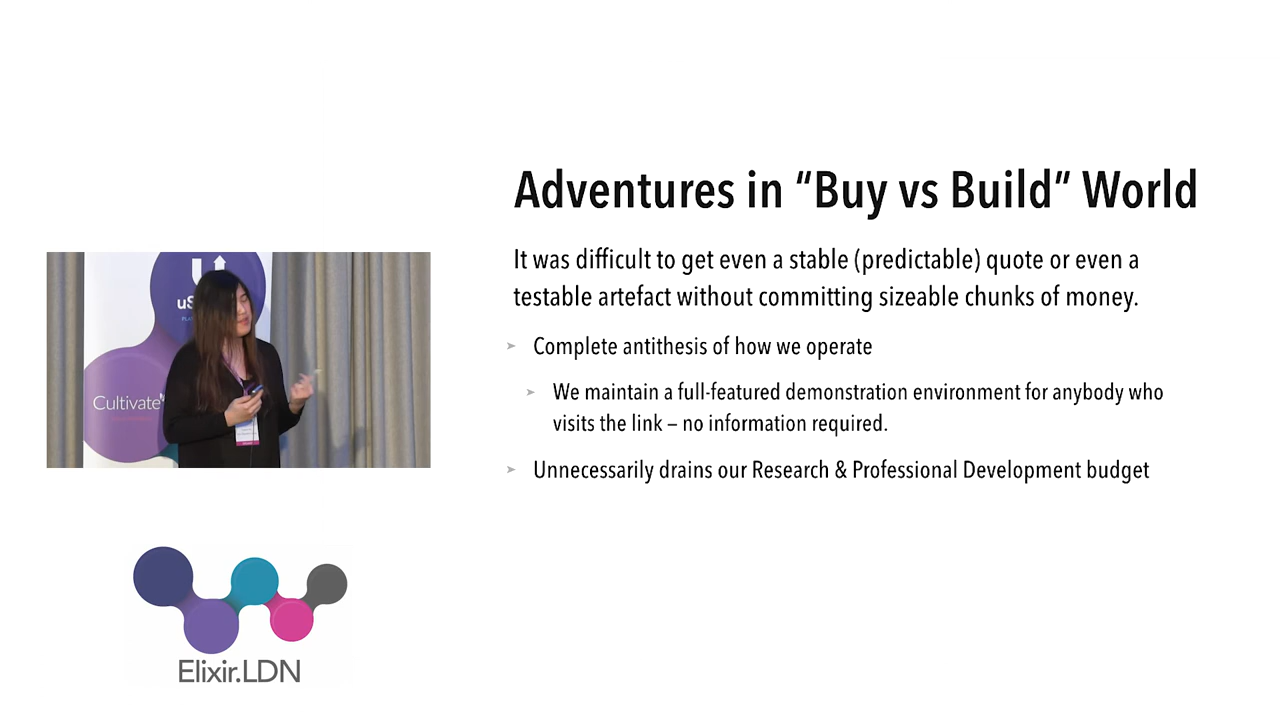 Adventures in “Buy vs Build” World
It was difficult to get even a stable (predictable) quote or even a
testable artefact without committing sizeable chunks of money.
Complete antithesis of how we operate
We maintain a full-featured demonstration environment for anybody who
visits the link – no information required.
Unnecessarily drains our Research & Professional Development budget
Cultivate
Elixir.LDN